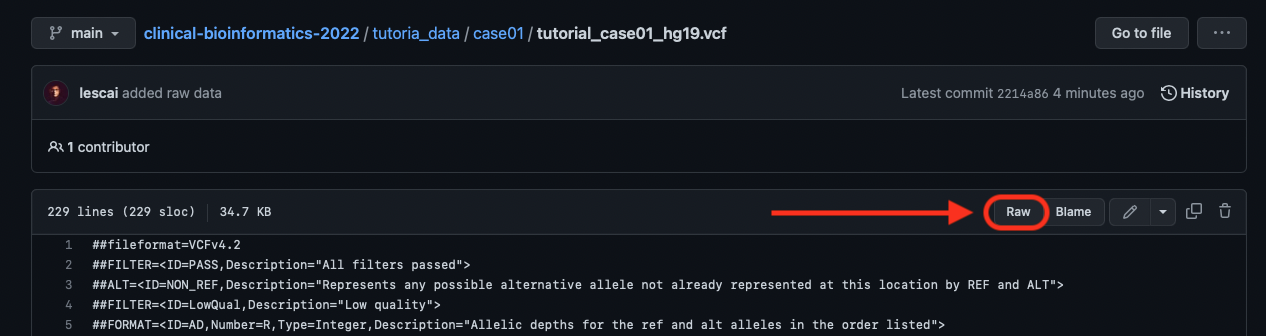 main clinical-bioinformatics-2022 / tutoria_data / case01 / tutorial_case01_hg19.vcf Go to file ...
lescai added raw data Latest commit 2214a86 4 minutes ago History
1 contributor
229 lines (229 sloc) 34.7 KB Raw Blame
1 ##fileformat=VCFv4.2
2 ##FILTER=<ID=PASS,Description="All filters passed">
3 ##ALT=<ID=NON_REF,Description="Represents any possible alternative allele not already represented at this location by REF and ALT">
4 ##FILTER=<ID=LowQual,Description="Low quality">
5 ##FORMAT=<ID=AD,Number=R,Type=Integer,Description="Allelic depths for the ref and alt alleles in the order listed">